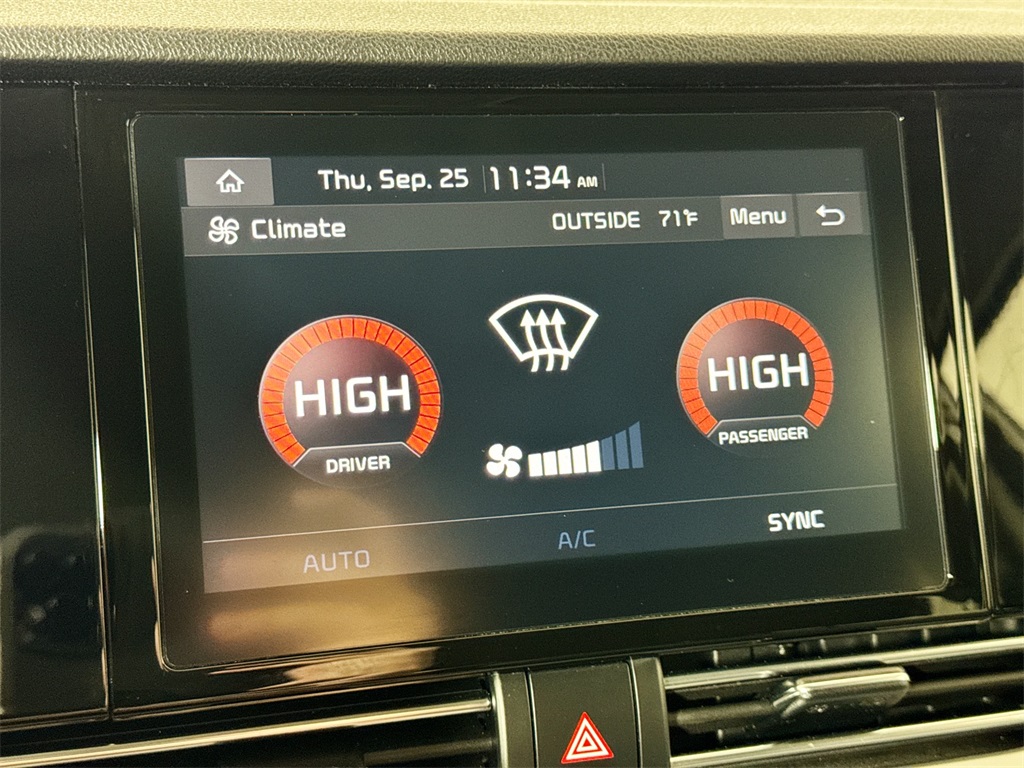 Thu, Sep. 25 11:34 AM
Climate OUTSIDE 71°F Menu
HIGH HIGH
DRIVER PASSENGER
AUTO A/C SYNC